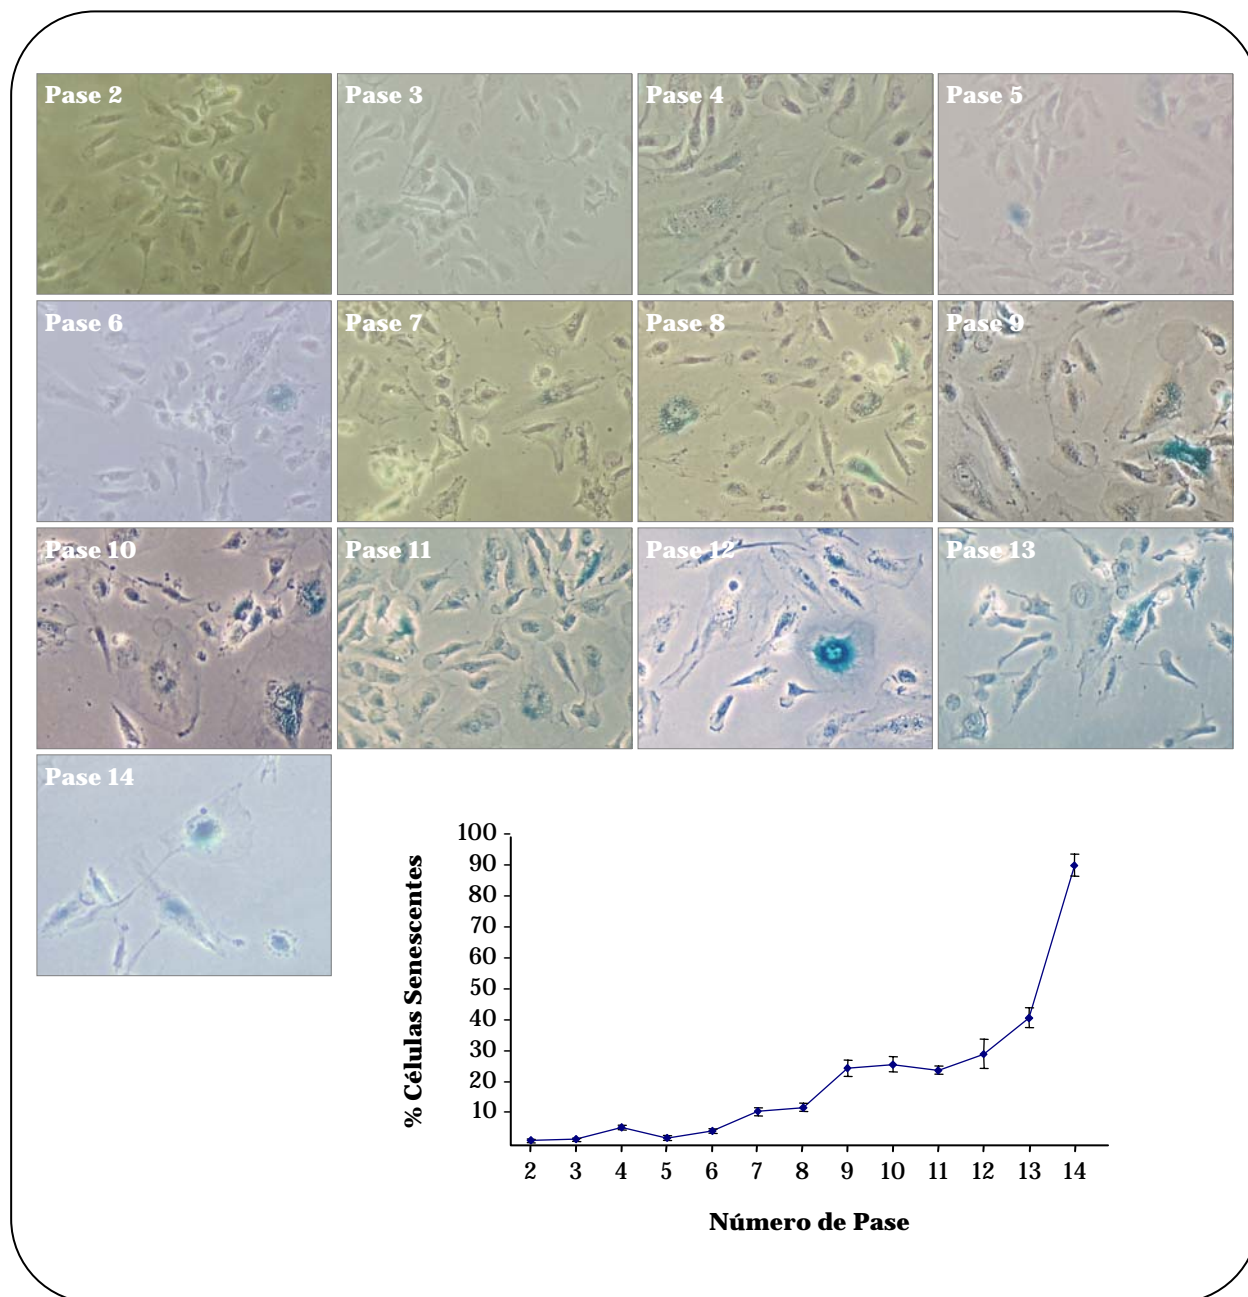 Pase 2
Pase 3
Pase 4
Pase 5
Pase 6
Pase 7
Pase 8
Pase 9
Pase 10
Pase 11
Pase 12
Pase 13
Pase 14
% Células Senescentes
100
90
80
70
60
50
40
30
20
10
2 3 4 5 6 7 8 9 10 11 12 13 14
Número de Pase